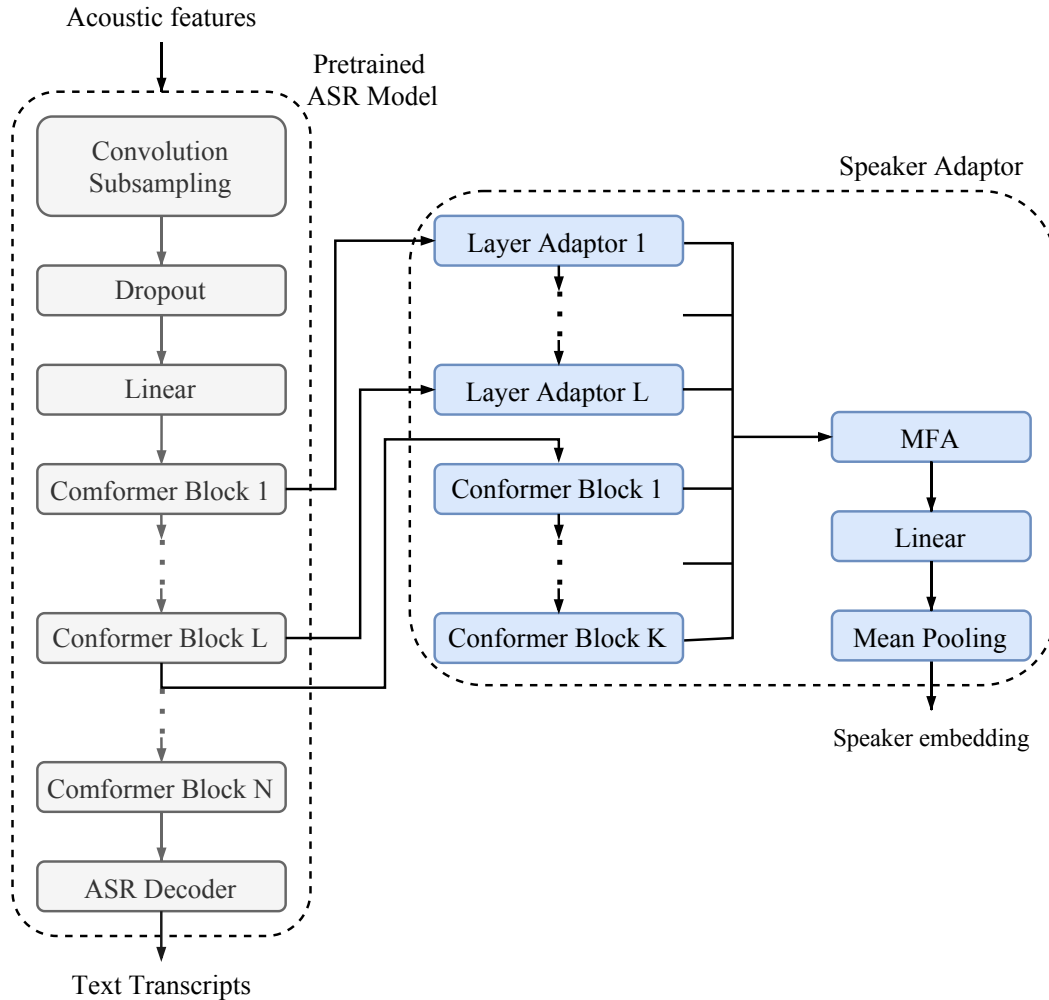 Acoustic features
Pretrained
ASR Model
Convolution
Subsampling
Dropout
Linear
Comformer Block 1
Conformer Block L
Comformer Block N
ASR Decoder
Text Transcripts
Speaker Adaptor
Layer Adaptor 1
Layer Adaptor L
Conformer Block 1
Conformer Block K
MFA
Linear
Mean Pooling
Speaker embedding